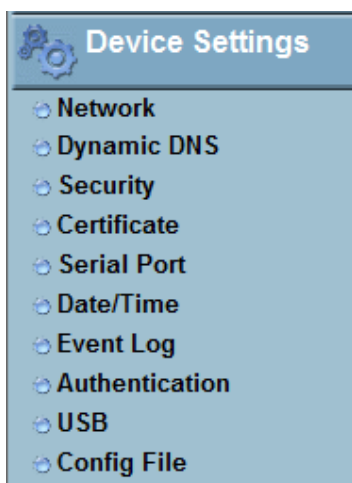 Device Settings
Network
Dynamic DNS
Security
Certificate
Serial Port
Date/Time
Event Log
Authentication
USB
Config File